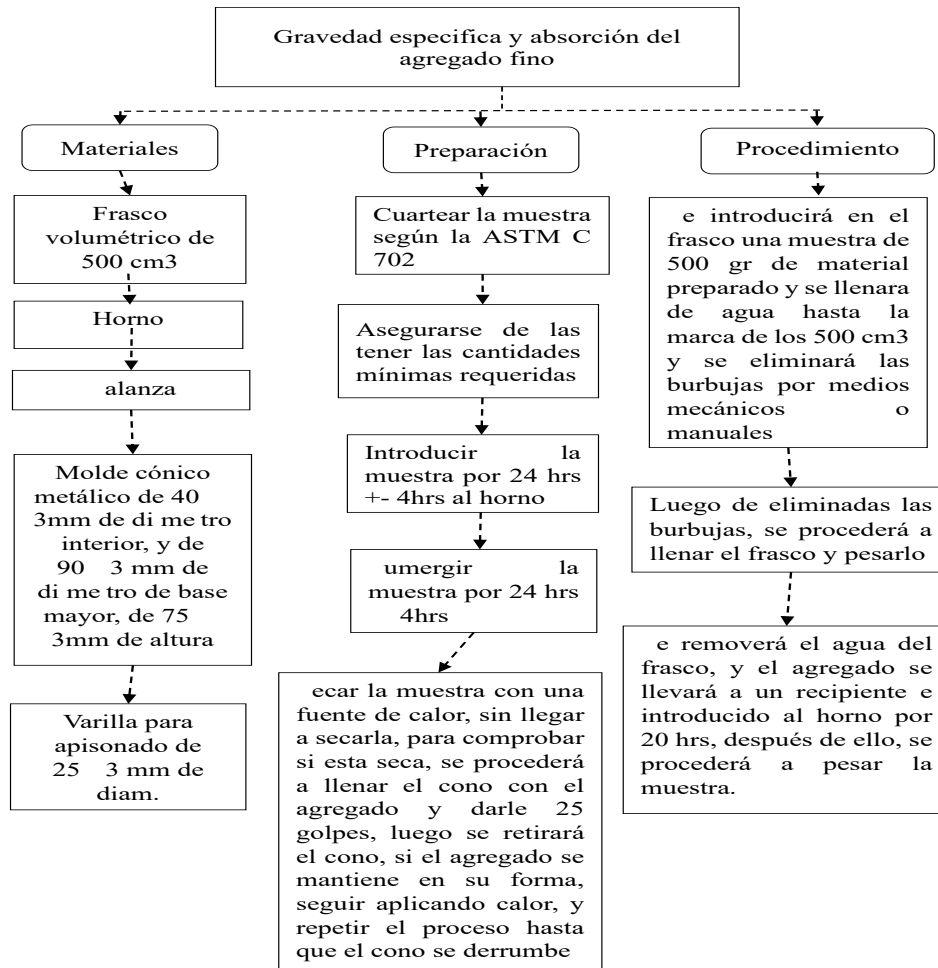 Gravedad especifica y absorción del
agregado fino
Materiales
Frasco
volumétrico de
500 cm3
Horno
alanza
Molde cónico
metálico de 40
3mm de di me tro
interior, y de
90 3 mm de
di me tro de base
mayor, de 75
3mm de altura
Varilla para
apisonado de
25 3 mm de
diam.
Preparación
Cuartear la muestra
según la ASTM C
702
Asegurarse de las
tener las cantidades
mínimas requeridas
Introducir la
muestra por 24 hrs
+- 4hrs al horno
umergir la
muestra por 24 hrs
4hrs
ecar la muestra con una
fuente de calor, sin llegar
a secarla, para comprobar
si esta seca, se procederá
a llenar el cono con el
agregado y darle 25
golpes, luego se retirará
el cono, si el agregado se
mantiene en su forma,
seguir aplicando calor, y
repetir el proceso hasta
que el cono se derrumbe
Procedimiento
e introducirá en el
frasco una muestra de
500 gr de material
preparado y se llenara
de agua hasta la
marca de los 500 cm3
y se eliminará las
burbujas por medios
mecánicos o
manuales
Luego de eliminadas las
burbujas, se procederá a
llenar el frasco y pesarlo
e removerá el agua del
frasco, y el agregado se
llevará a un recipiente e
introducido al horno por
20 hrs, después de ello, se
procederá a pesar la
muestra.